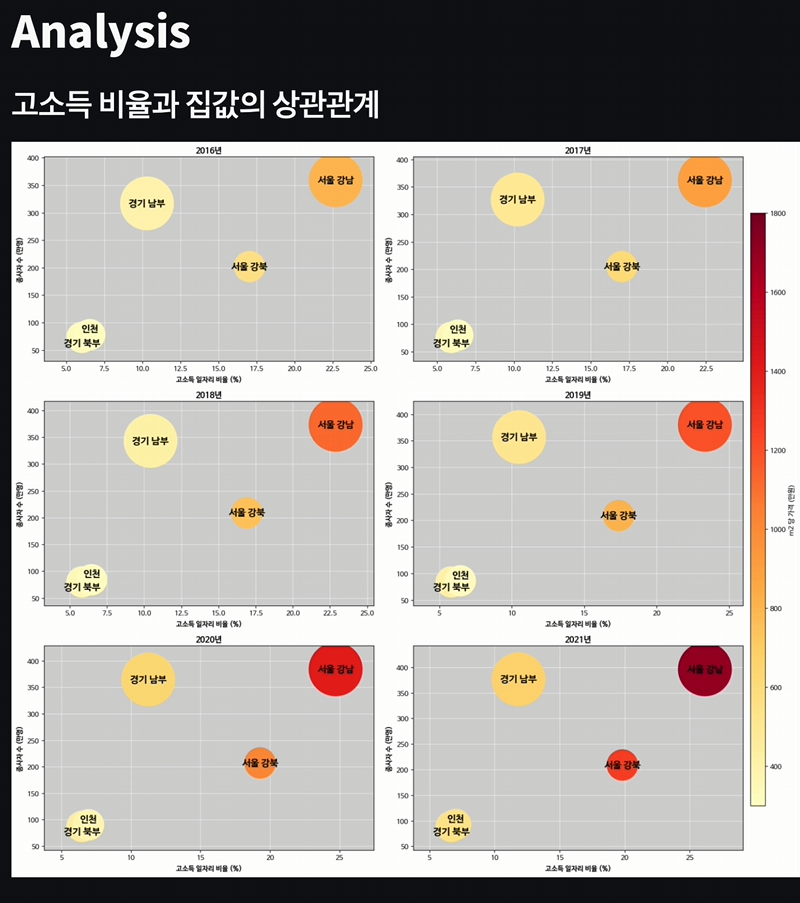 Analysis
고소득 비율과 집값의 상관관계
2016년
400
350
300
250
200
150
100
50
종사자 수 (만명)
서울 강남
경기 남부
서울 강북
인천
경기 북부
5.0 7.5 10.0 12.5 15.0 17.5 20.0 22.5 25.0
고소득 일자리 비율 (%)
2017년
400
350
300
250
200
150
100
50
종사자 수 (만명)
서울 강남
경기 남부
서울 강북
인천
경기 북부
5.0 7.5 10.0 12.5 15.0 17.5 20.0 22.5
고소득 일자리 비율 (%)
2018년
400
350
300
250
200
150
100
50
종사자 수 (만명)
서울 강남
경기 남부
서울 강북
인천
경기 북부
5.0 7.5 10.0 12.5 15.0 17.5 20.0 22.5 25.0
고소득 일자리 비율 (%)
2019년
400
350
300
250
200
150
100
50
종사자 수 (만명)
서울 강남
경기 남부
서울 강북
인천
경기 북부
5 10 15 20 25
고소득 일자리 비율 (%)
2020년
400
350
300
250
200
150
100
50
종사자 수 (만명)
서울 강남
경기 남부
서울 강북
인천
경기 북부
5 10 15 20 25
고소득 일자리 비율 (%)
2021년
400
350
300
250
200
150
100
50
종사자 수 (만명)
서울 강남
경기 남부
서울 강북
인천
경기 북부
5 10 15 20 25
고소득 일자리 비율 (%)
1800
1600
1400
1200
1000
800
600
400
m2 당 가격 (만원)